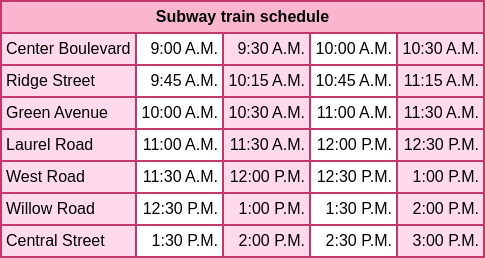 Subway train schedule
Center Boulevard 9:00 A.M. 9:30 A.M. 10:00 A.M. 10:30 A.M.
Ridge Street 9:45 A.M. 10:15 A.M. 10:45 A.M. 11:15 A.M.
Green Avenue 10:00 A.M. 10:30 A.M. 11:00 A.M. 11:30 A.M.
Laurel Road 11:00 A.M. 11:30 A.M. 12:00 P.M. 12:30 P.M.
West Road 11:30 A.M. 12:00 P.M. 12:30 P.M. 1:00 P.M.
Willow Road 12:30 P.M. 1:00 P.M. 1:30 P.M. 2:00 P.M.
Central Street 1:30 P.M. 2:00 P.M. 2:30 P.M. 3:00 P.M.